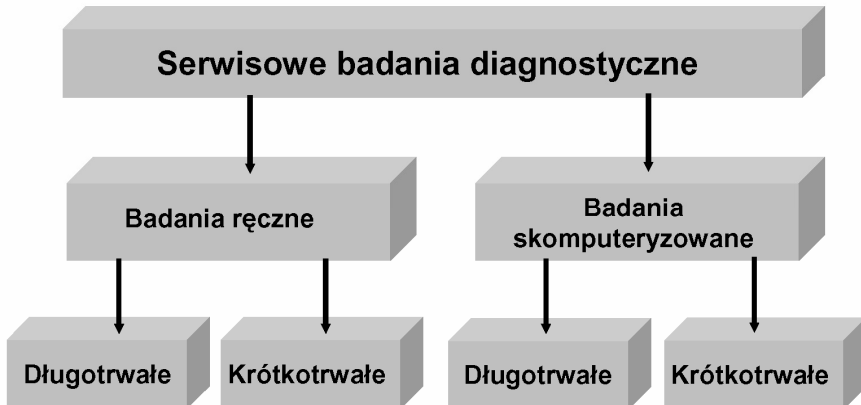 Serwisowe badania diagnostyczne
Badania ręczne
Badania
skomputeryzowane
Długotrwałe
Krótkotrwałe
Długotrwałe
Krótkotrwałe